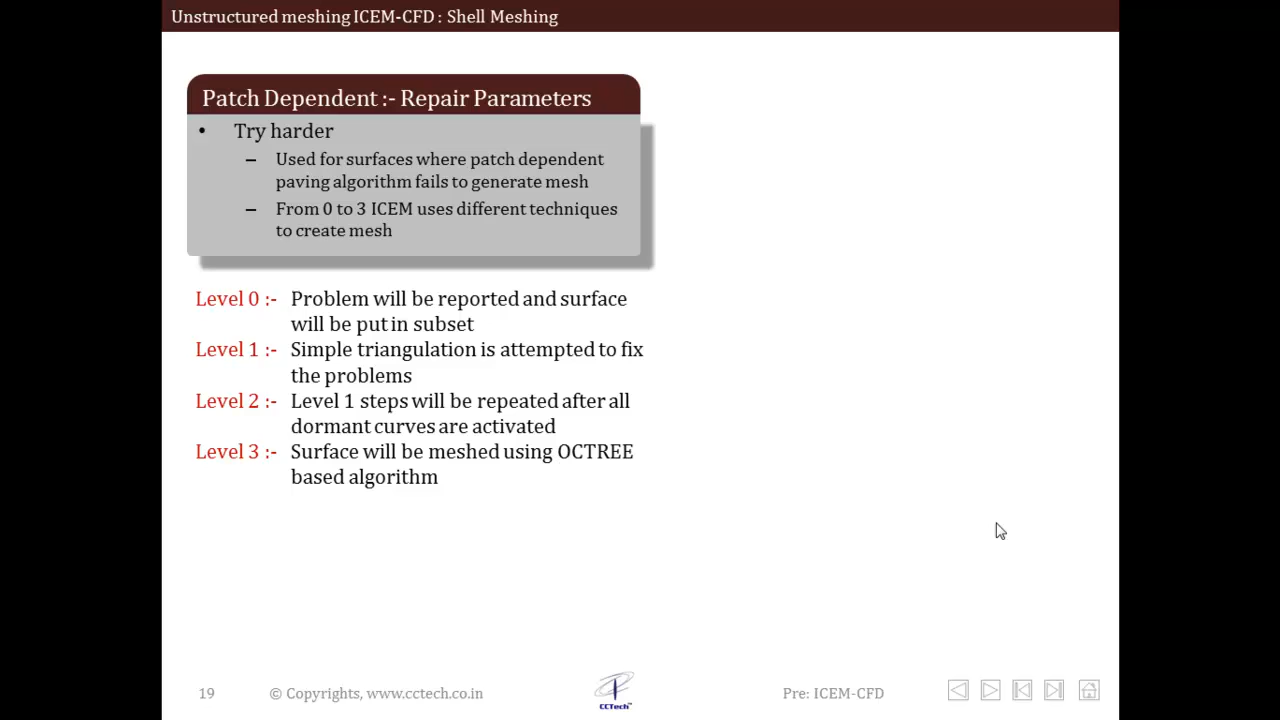 Unstructured meshing ICEM-CFD : Shell Meshing
Patch Dependent :- Repair Parameters
• Try harder
– Used for surfaces where patch dependent
paving algorithm fails to generate mesh
– From 0 to 3 ICEM uses different techniques
to create mesh
Level 0 :- Problem will be reported and surface
will be put in subset
Level 1 :- Simple triangulation is attempted to fix
the problems
Level 2 :- Level 1 steps will be repeated after all
dormant curves are activated
Level 3 :- Surface will be meshed using OCTREE
based algorithm
19 © Copyrights, www.cctech.co.in CCTech™ Pre: ICEM-CFD